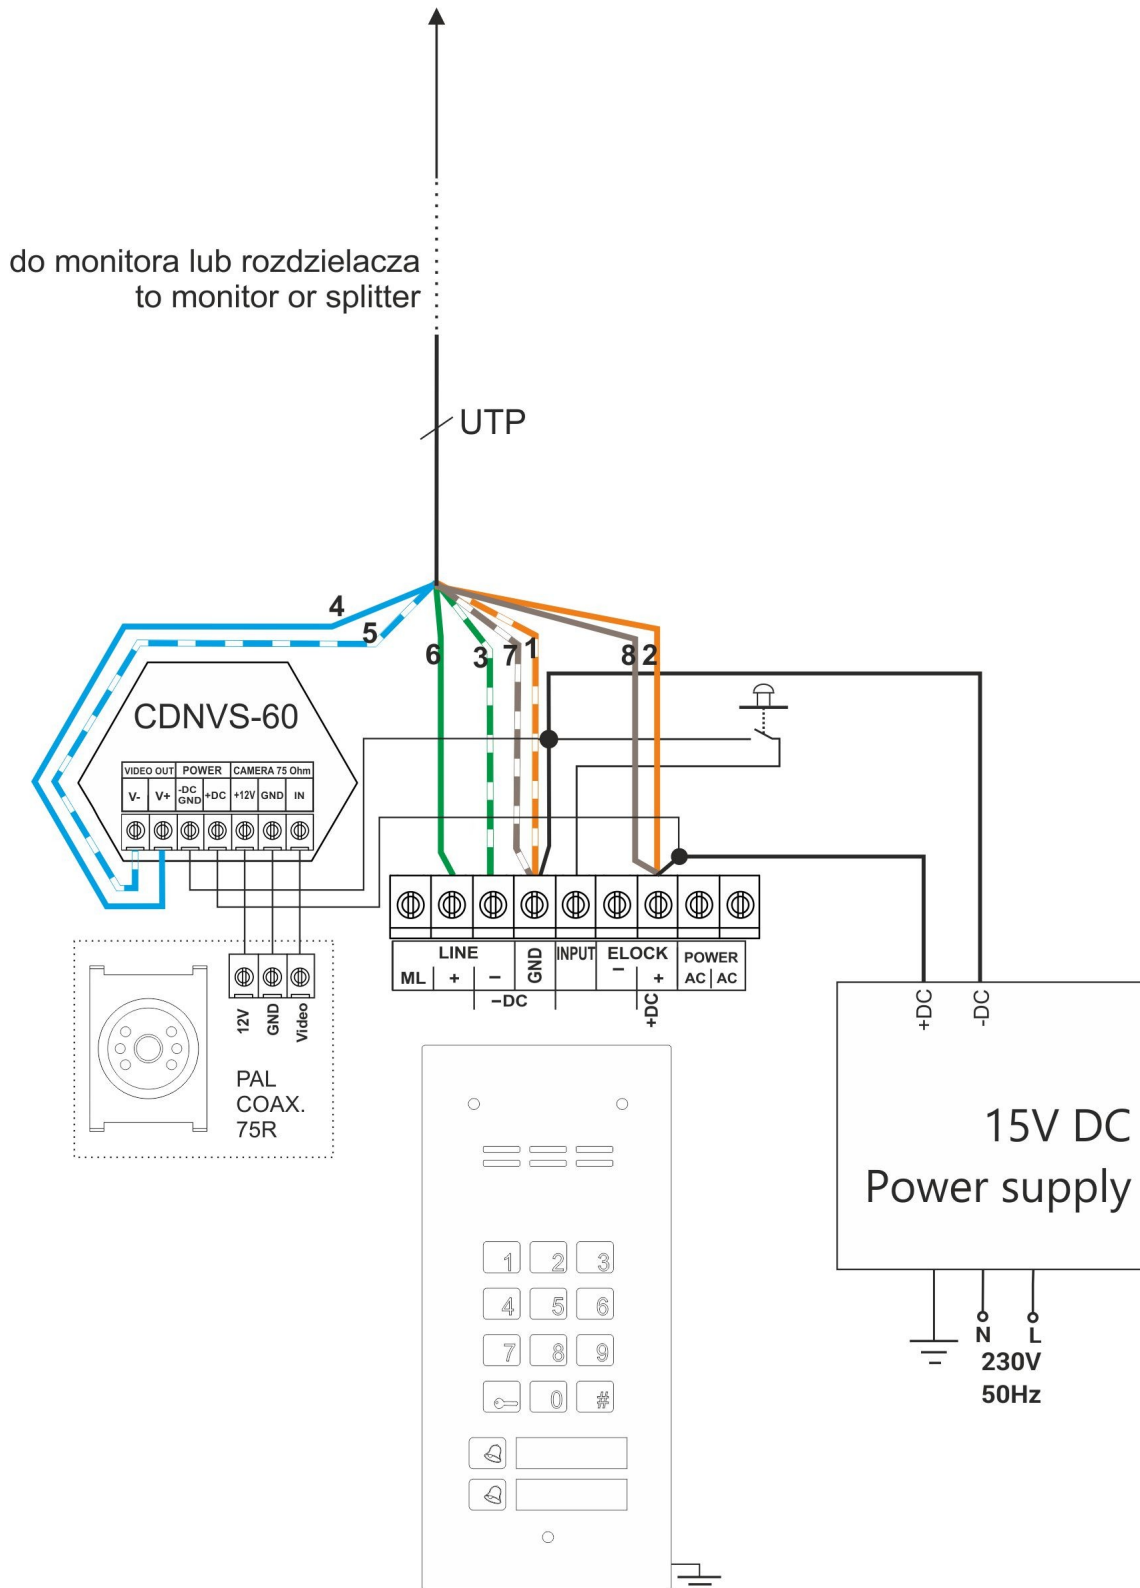 do monitora lub rozdzielacza
to monitor or splitter
UTP
4
5
6
3
7
1
8
2
CDNVS-60
VIDEO OUT POWER CAMERA 75 Ohm
V- V+ -DC GND +DC +12V GND IN
LINE GND INPUT ELOCK POWER
ML + − − + AC AC
−DC +DC
12V GND Video
PAL
COAX.
75R
+DC -DC
15V DC
Power supply
N L
230V
50Hz
1 2 3
4 5 6
7 8 9
0 #